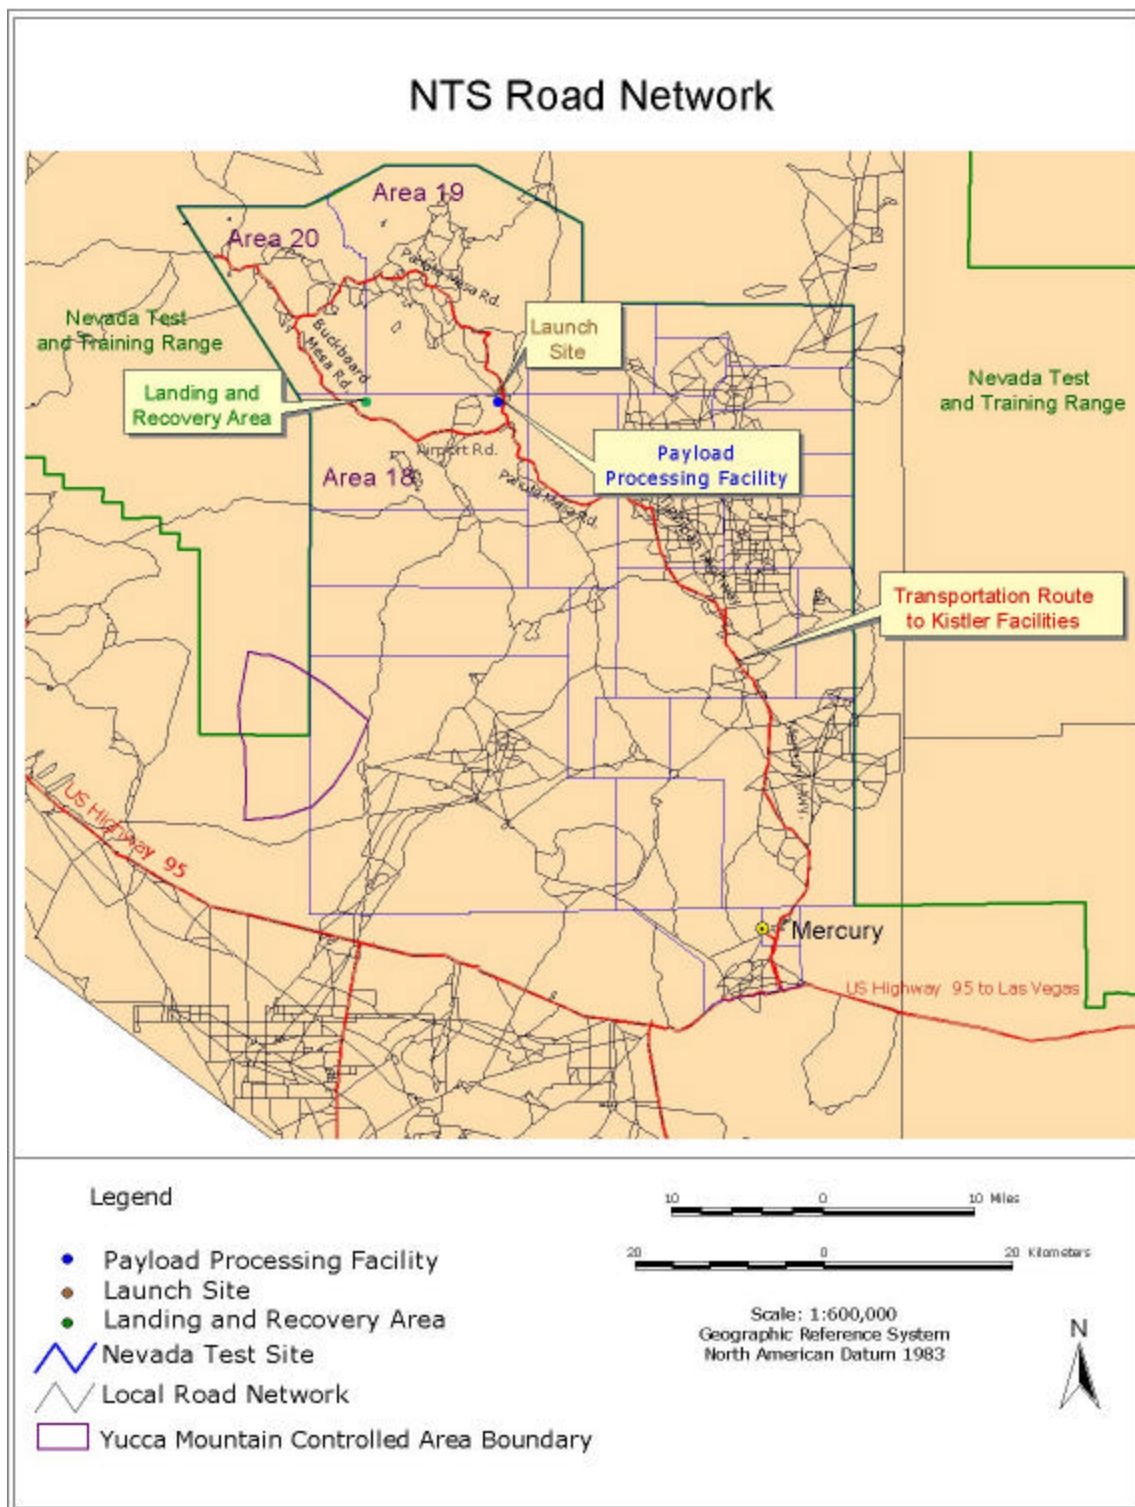 NTS Road Network
Area 19
Area 20
Pahute Mesa Rd.
Nevada Test
and Training Range
Buckboard
Mesa Rd.
Launch
Site
Landing and
Recovery Area
Nevada Test
and Training Range
Airport Rd.
Payload
Processing Facility
Area 18
Pahute Mesa Rd.
Highway
Transportation Route
to Kistler Facilities
US Highway 95
Mercury
US Highway 95 to Las Vegas
Legend
10 0 10 Miles
Payload Processing Facility
20 0 20 Kilometers
Launch Site
Landing and Recovery Area
Scale: 1:600,000
Geographic Reference System
North American Datum 1983
N
Nevada Test Site
Local Road Network
Yucca Mountain Controlled Area Boundary